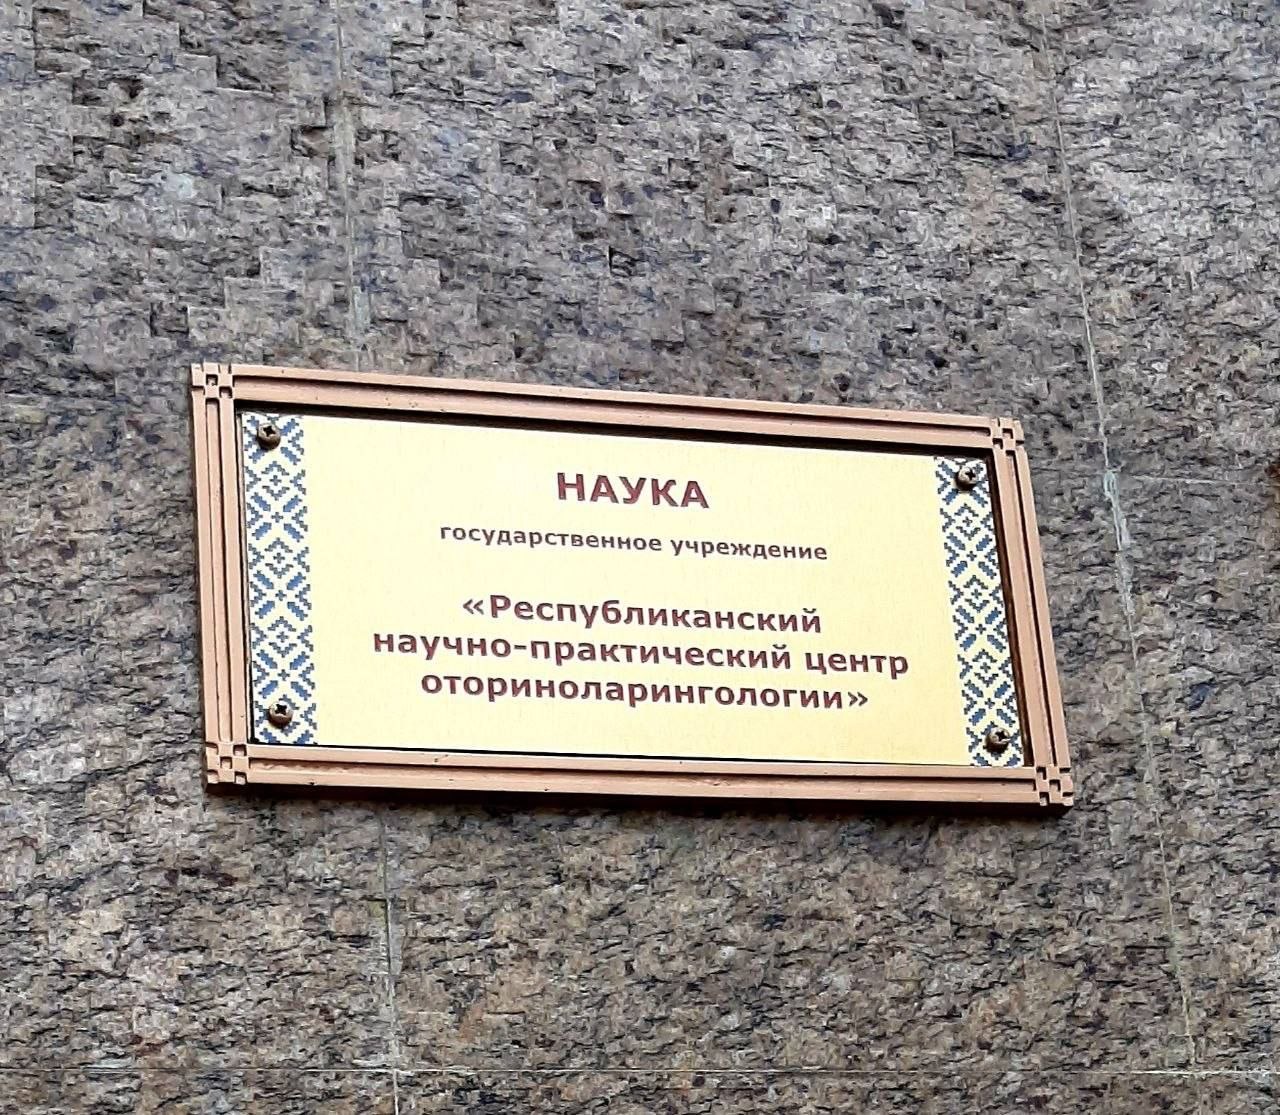 НАУКА
государственное учреждение
«Республиканский
научно-практический центр
оториноларингологии»